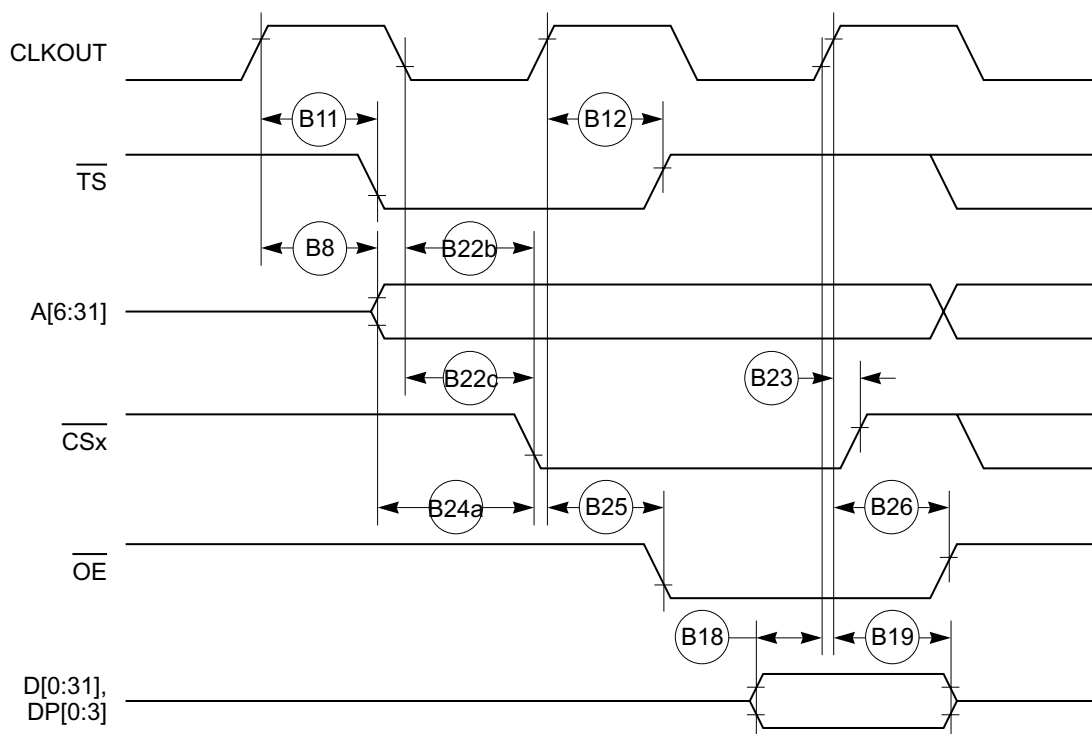 CLKOUT
B11
B12
TS
B8
B22b
A[6:31]
B22c
B23
CSx
B24a
B25
B26
OE
B18
B19
D[0:31],
DP[0:3]